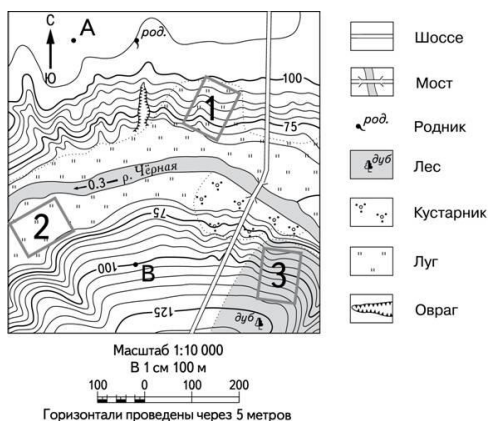 С
А
род.
Ю
1
100
75
0.3 р. Чёрная
2
75
100
В
3
125
дуб
Масштаб 1:10 000
В 1 см 100 м
100 0 100 200
Горизонтали проведены через 5 метров
Шоссе
Мост
род.
Родник
дуб
Лес
Кустарник
Луг
Овраг